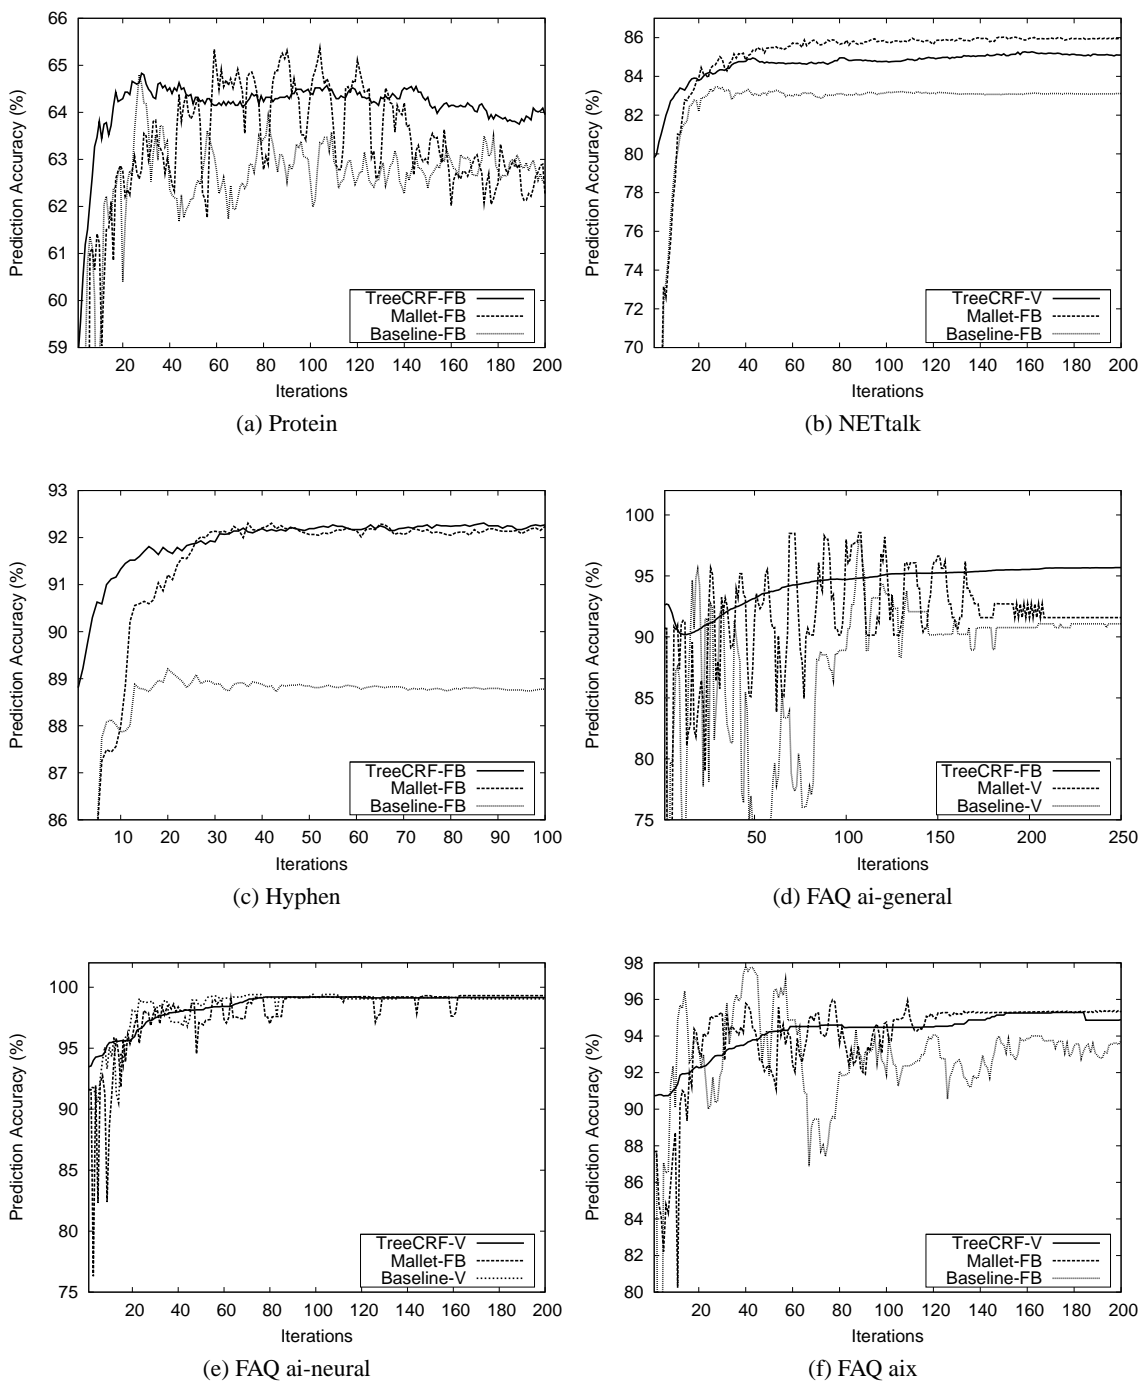 66
65
64
63
62
61
60
59
Prediction Accuracy (%)
TreeCRF-FB
Mallet-FB
Baseline-FB
20 40 60 80 100 120 140 160 180 200
Iterations
(a) Protein
86
84
82
80
78
76
74
72
70
Prediction Accuracy (%)
TreeCRF-V
Mallet-FB
Baseline-FB
20 40 60 80 100 120 140 160 180 200
Iterations
(b) NETtalk
93
92
91
90
89
88
87
86
Prediction Accuracy (%)
TreeCRF-FB
Mallet-FB
Baseline-FB
10 20 30 40 50 60 70 80 90 100
Iterations
(c) Hyphen
100
95
90
85
80
75
Prediction Accuracy (%)
TreeCRF-FB
Mallet-V
Baseline-V
50 100 150 200 250
Iterations
(d) FAQ ai-general
100
95
90
85
80
75
Prediction Accuracy (%)
TreeCRF-V
Mallet-FB
Baseline-V
20 40 60 80 100 120 140 160 180 200
Iterations
(e) FAQ ai-neural
98
96
94
92
90
88
86
84
82
80
Prediction Accuracy (%)
TreeCRF-V
Mallet-FB
Baseline-FB
20 40 60 80 100 120 140 160 180 200
Iterations
(f) FAQ aix